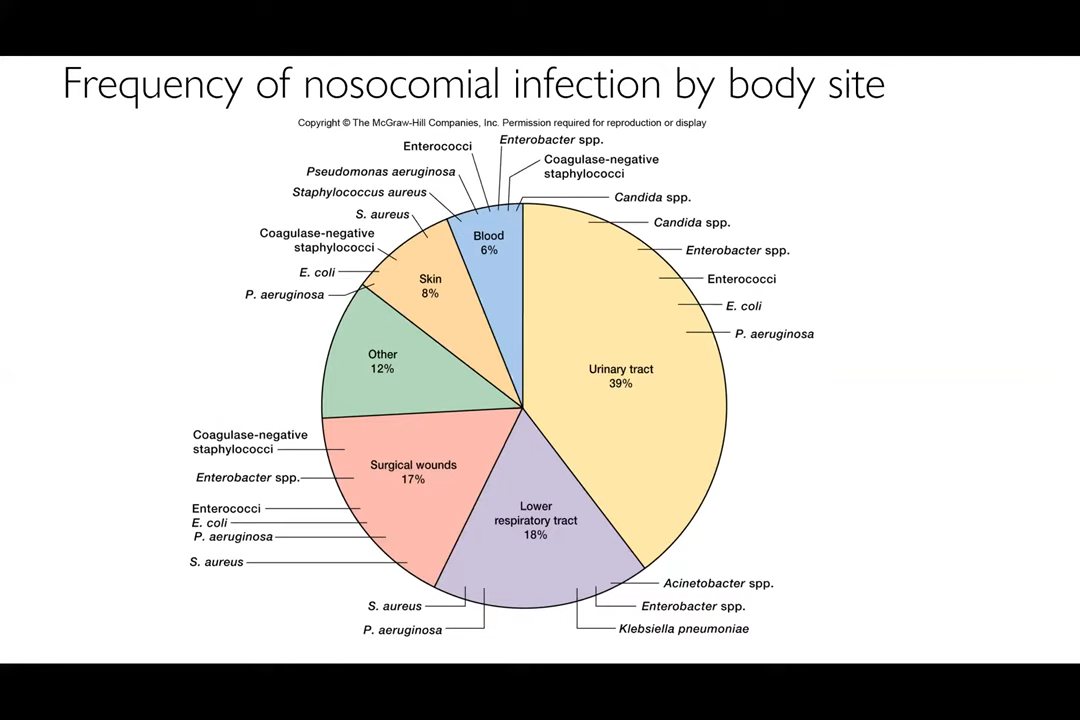 Frequency of nosocomial infection by body site
Copyright © The McGraw-Hill Companies, Inc. Permission required for reproduction or display
Enterobacter spp.
Enterococci
Coagulase-negative
staphylococci
Pseudomonas aeruginosa
Staphylococcus aureus
Candida spp.
S. aureus
Candida spp.
Coagulase-negative
staphylococci
Blood
6%
Enterobacter spp.
E. coli
Skin
8%
Enterococci
P. aeruginosa
E. coli
P. aeruginosa
Other
12%
Urinary tract
39%
Coagulase-negative
staphylococci
Surgical wounds
17%
Enterobacter spp.
Enterococci
E. coli
P. aeruginosa
S. aureus
Lower
respiratory tract
18%
Acinetobacter spp.
S. aureus
Enterobacter spp.
P. aeruginosa
Klebsiella pneumoniae